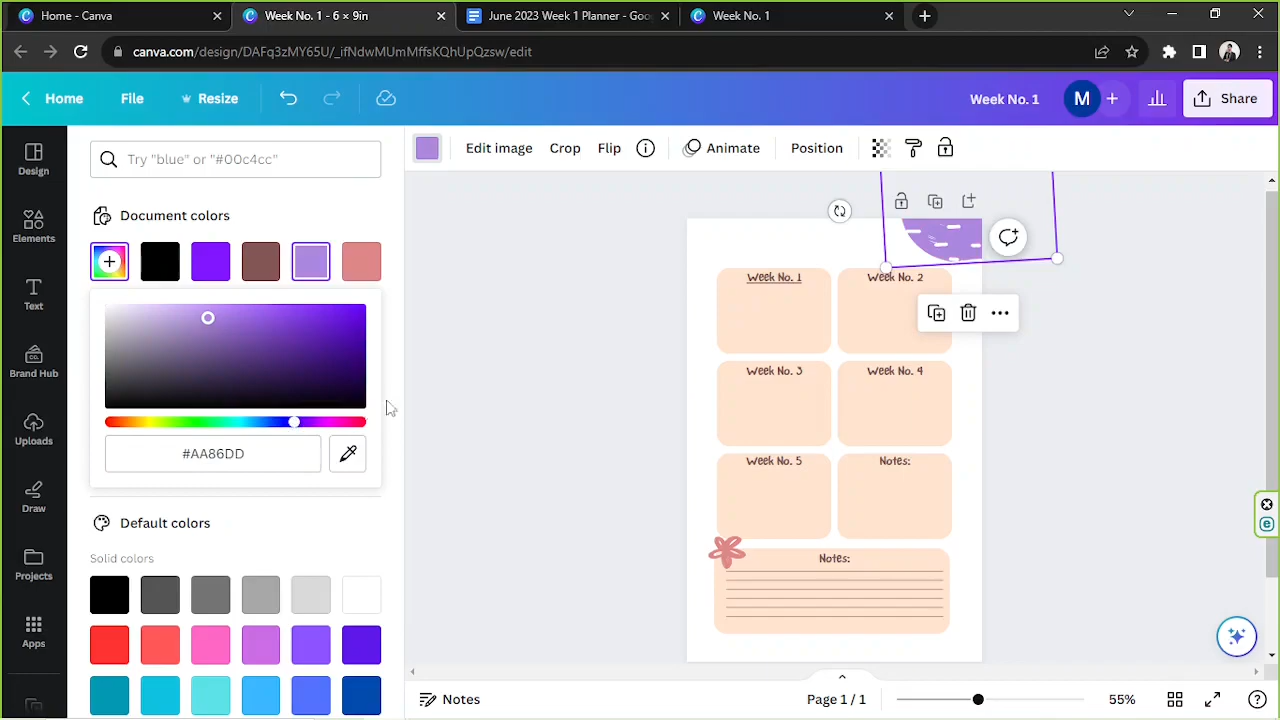 Home - Canva
Week No. 1 - 6 × 9in
June 2023 Week 1 Planner - Goo
Week No. 1
canva.com/design/DAFq3zMY65U/_ifNdwMUmMffsKQhUpQzsw/edit
Home
File
Resize
Week No. 1
M
Share
Design
Elements
Text
Brand Hub
Uploads
Draw
Projects
Apps
Try "blue" or "#00c4cc"
Document colors
#AA86DD
Default colors
Solid colors
Edit image
Crop
Flip
Animate
Position
Week No. 1
Week No. 2
Week No. 3
Week No. 4
Week No. 5
Notes:
Notes:
Notes
Page 1 / 1
55%